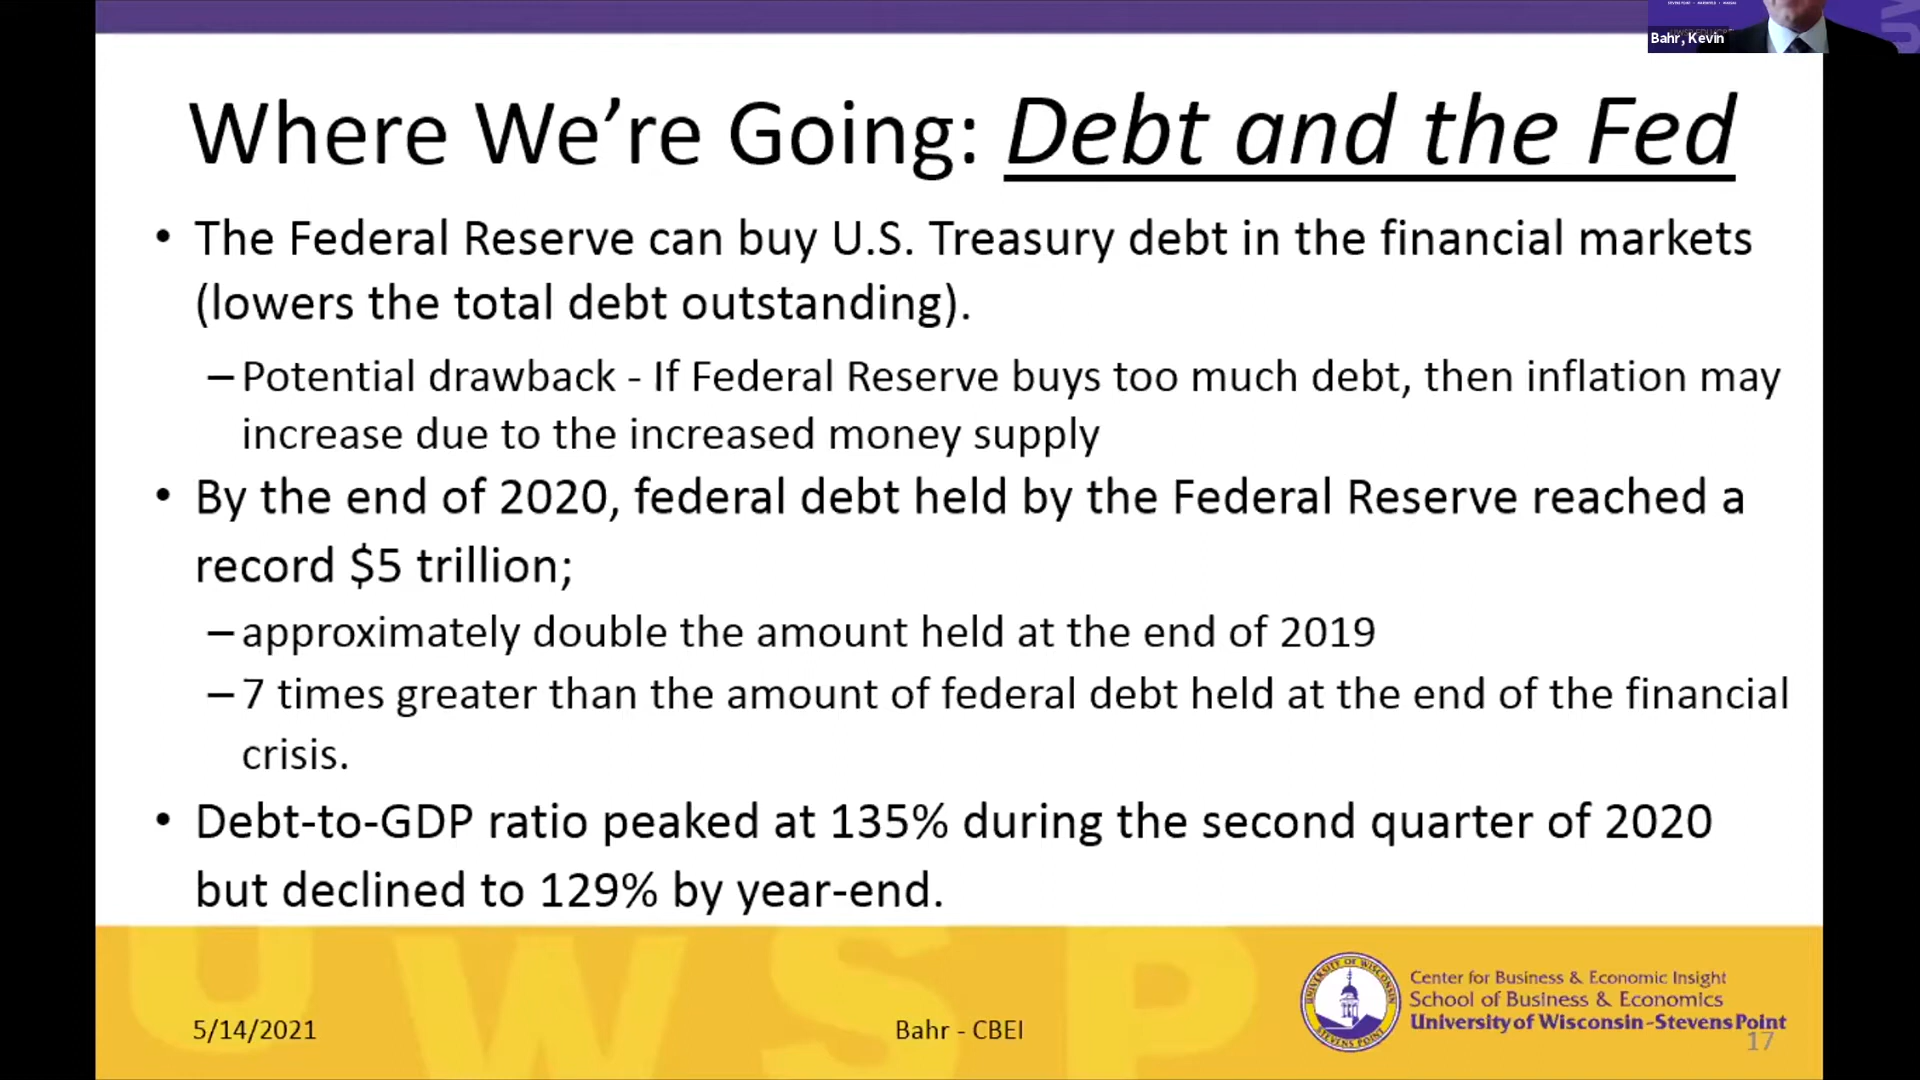 Bahr, Kevin
Where We’re Going: Debt and the Fed
• The Federal Reserve can buy U.S. Treasury debt in the financial markets
(lowers the total debt outstanding).
– Potential drawback - If Federal Reserve buys too much debt, then inflation may
increase due to the increased money supply
• By the end of 2020, federal debt held by the Federal Reserve reached a
record $5 trillion;
– approximately double the amount held at the end of 2019
– 7 times greater than the amount of federal debt held at the end of the financial
crisis.
• Debt-to-GDP ratio peaked at 135% during the second quarter of 2020
but declined to 129% by year-end.
UWSP
5/14/2021
Bahr - CBEI
UNIVERSITY OF WISCONSIN
STEVENS POINT
Center for Business & Economic Insight
School of Business & Economics
University of Wisconsin-Stevens Point
17